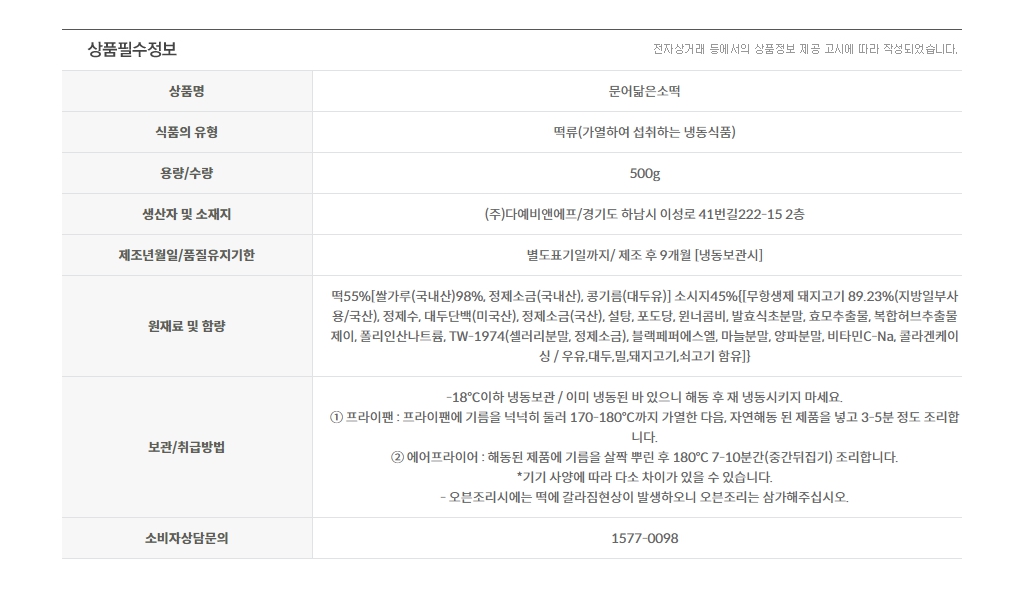 상품필수정보
전자상거래 등에서의 상품정보 제공 고시에 따라 작성되었습니다.
상품명
문어닮은소떡
식품의 유형
떡류(가열하여 섭취하는 냉동식품)
용량/수량
500g
생산자 및 소재지
(주)다예비앤에프/경기도 하남시 이성로 41번길222-15 2층
제조년월일/품질유지기한
별도표기일까지/ 제조 후 9개월 [냉동보관시]
원재료 및 함량
떡55%[쌀가루(국내산)98%, 정제소금(국내산), 콩기름(대두유)] 소시지45%{[무항생제 돼지고기 89.23%(지방일부사
용/국산), 정제수, 대두단백(미국산), 정제소금(국산), 설탕, 포도당, 윈너콤비, 발효식초분말, 효모추출물, 복합허브추출물
제이, 폴리인산나트륨, TW-1974(셀러리분말, 정제소금), 블랙페퍼에스엘, 마늘분말, 양파분말, 비타민C-Na, 콜라겐케이
싱 / 우유,대두,밀,돼지고기,쇠고기 함유]}
보관/취급방법
-18℃이하 냉동보관 / 이미 냉동된 바 있으니 해동 후 재 냉동시키지 마세요.
① 프라이팬 : 프라이팬에 기름을 넉넉히 둘러 170-180℃까지 가열한 다음, 자연해동 된 제품을 넣고 3-5분 정도 조리합
니다.
② 에어프라이어 : 해동된 제품에 기름을 살짝 뿌린 후 180℃ 7-10분간(중간뒤집기) 조리합니다.
*기기 사양에 따라 다소 차이가 있을 수 있습니다.
- 오븐조리시에는 떡에 갈라짐현상이 발생하오니 오븐조리는 삼가해주십시오.
소비자상담문의
1577-0098